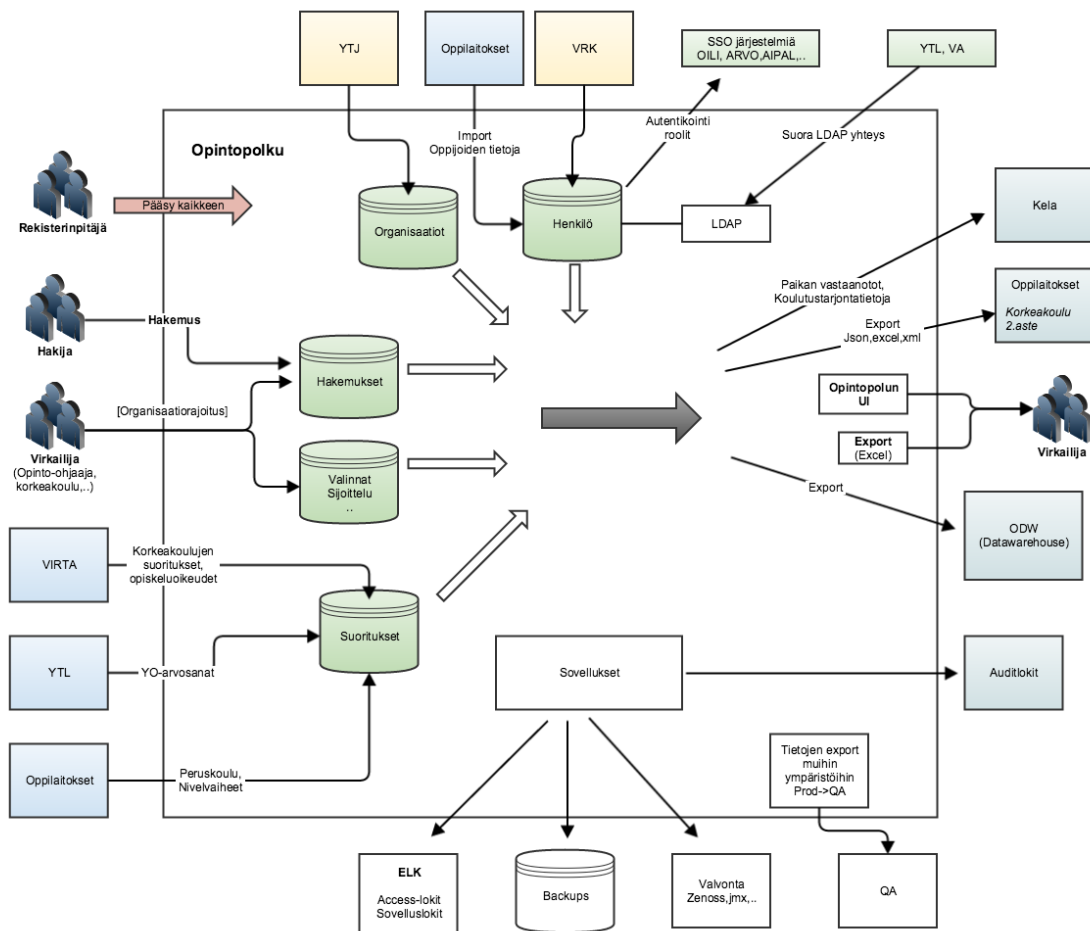 YTJ
Oppilaitokset
VRK
SSO järjestelmiä
OILI, ARVO,AIPAL,..
YTL, VA
Import
Oppijoiden tietoja
Autentikointi
roolit
Suora LDAP yhteys
Opintopolku
Rekisterinpitäjä
Pääsy kaikkeen
Organisaatiot
Henkilö
LDAP
Kela
Paikan vastaanotot,
Koulutustarjontatietoja
Oppilaitokset
Korkeakoulu
2.aste
Export
Json,excel,xml
Hakija
Hakemus
Hakemukset
[Organisaatiorajoitus]
Virkailija
(Opinto-ohjaaja,
korkeakoulu,..)
Valinnat
Sijoittelu
..
Opintopolun
UI
Export
(Excel)
Virkailija
Export
ODW
(Datawarehouse)
VIRTA
Korkeakoulujen
suoritukset,
opiskeluoikeudet
Suoritukset
YTL
YO-arvosanat
Sovellukset
Auditlokit
Oppilaitokset
Peruskoulu,
Nivelvaiheet
Tietojen export
muihin
ympäristöihin
Prod->QA
ELK
Access-lokit
Sovelluslokit
Backups
Valvonta
Zenoss,jmx,..
QA